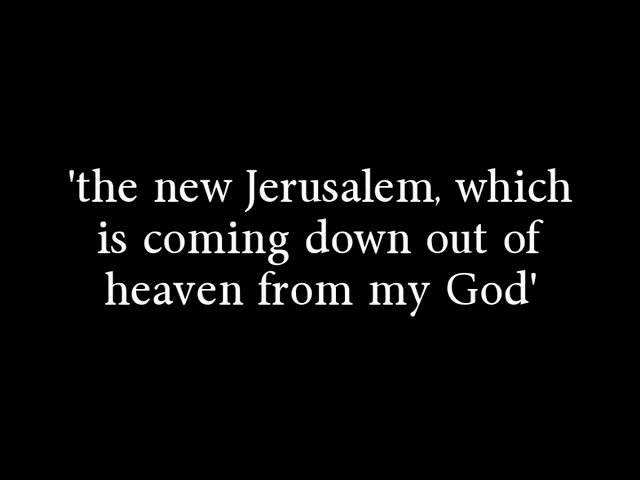 'the new Jerusalem, which
is coming down out of
heaven from my God'